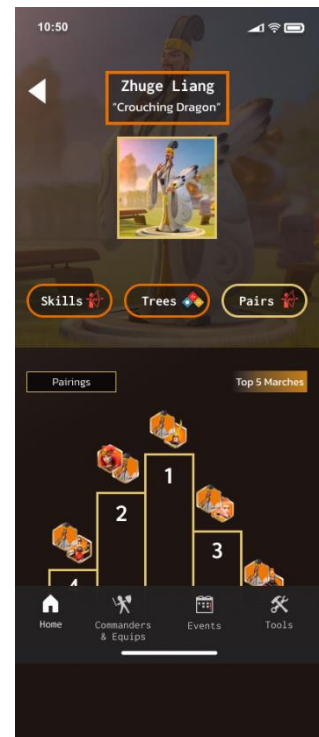 10:50
Zhuge Liang
"Crouching Dragon"
Skills
Trees
Pairs
Pairings
Top 5 Marches
1
2
3
4
Home
Commanders
& Equips
Events
Tools